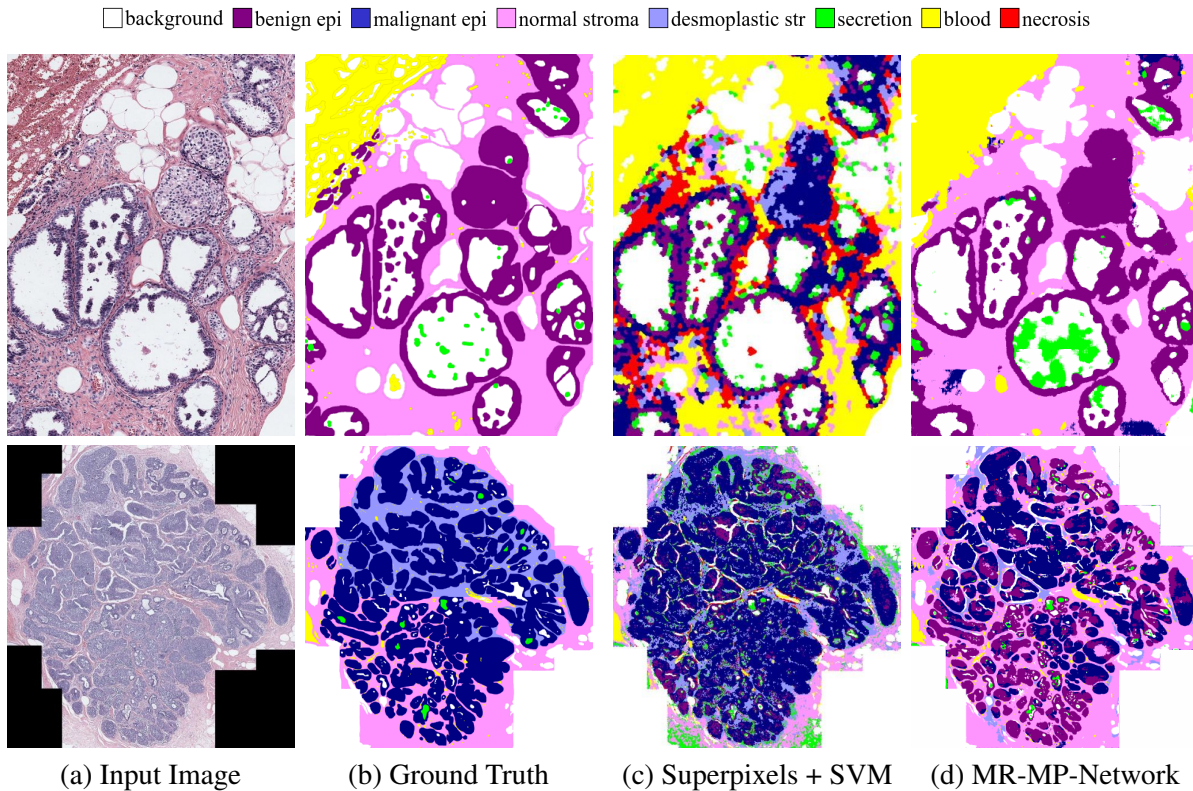 background benign epi malignant epi normal stroma desmoplastic str secretion blood necrosis
(a) Input Image (b) Ground Truth (c) Superpixels + SVM (d) MR-MP-Network